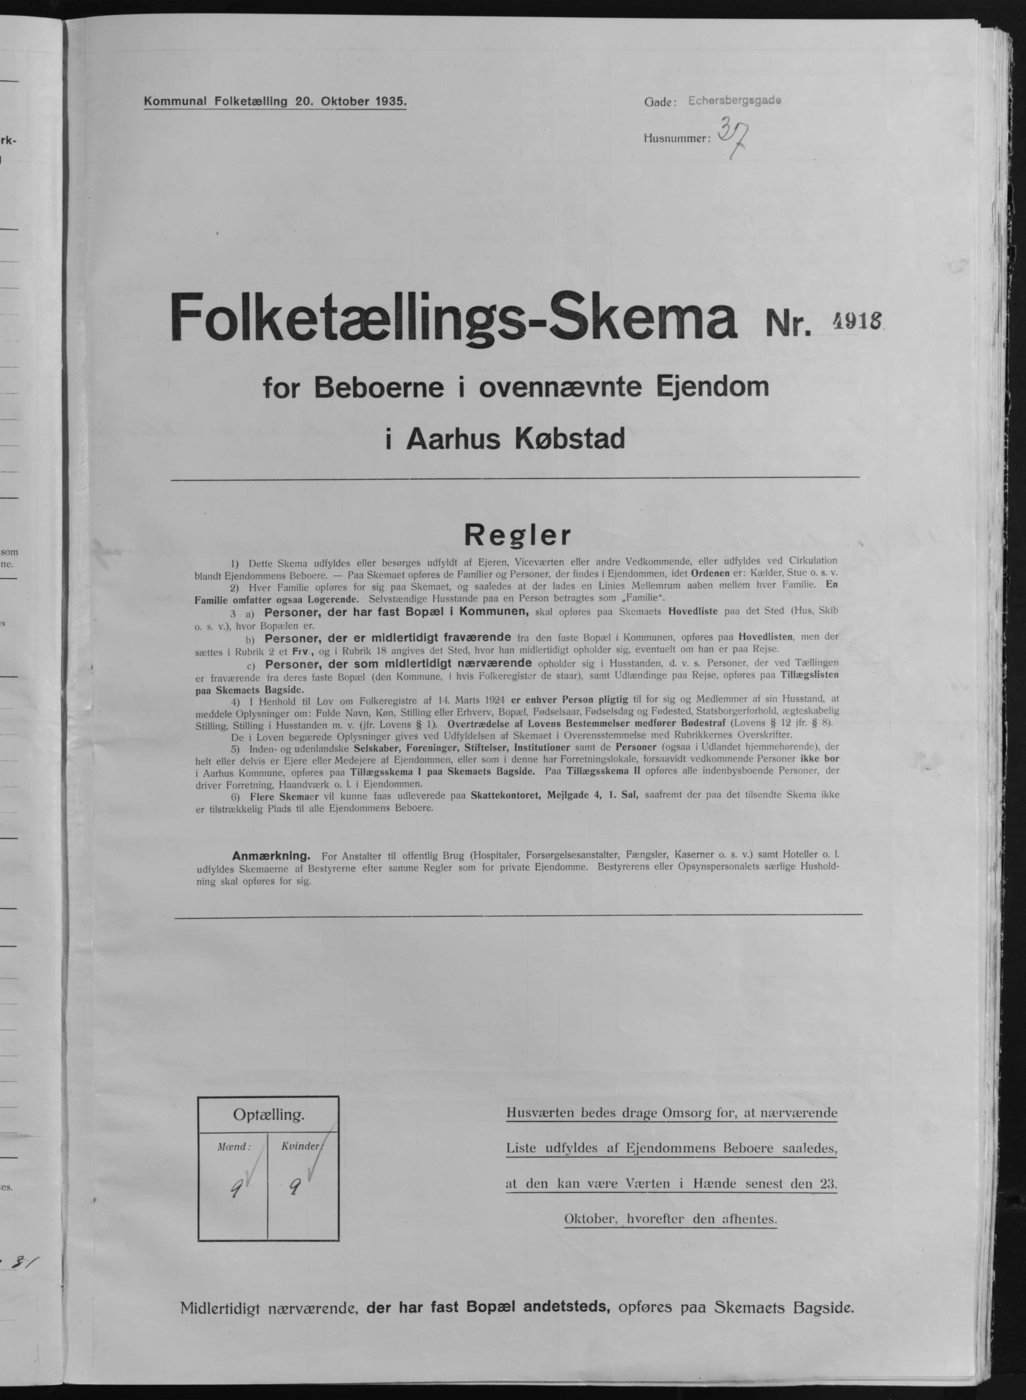 Kommunal Folketælling 20. Oktober 1935.
Gade: Echersbergsgade
Husnummer: 37
Folketællings-Skema Nr. 4918
for Beboerne i ovennævnte Ejendom
i Aarhus Købstad
Regler
1) Dette Skema udfyldes eller besørges udfyldt af Ejeren, Viceværten eller andre Vedkommende, eller udfyldes ved Cirkulation
blandt Ejendommens Beboere. — Paa Skemaet opføres de Familier og Personer, der findes i Ejendommen, idet Ordenen er: Kælder, Stue o. s. v.
2) Hver Familie opføres for sig paa Skemaet, og saaledes at der lades en Linies Mellemrum aaben mellem hver Familie. En
Familie omfatter ogsaa Logerende. Selvstændige Husstande paa en Person betragtes som „Familie“.
3 a) Personer, der har fast Bopæl i Kommunen, skal opføres paa Skemaets Hovedliste paa det Sted (Hus, Skib
o. s. v.), hvor Bopælen er.
b) Personer, der er midlertidigt fraværende fra den faste Bopæl i Kommunen, opføres paa Hovedlisten, men der
sættes i Rubrik 2 et Frv., og i Rubrik 18 angives det Sted, hvor han midlertidigt opholder sig, eventuelt om han er paa Rejse.
c) Personer, der som midlertidigt nærværende opholder sig i Husstanden, d. v. s. Personer, der ved Tællingen
er fraværende fra deres faste Bopæl (den Kommune, i hvis Folkeregister de staar), samt Udlændinge paa Rejse, opføres paa Tillægslisten
paa Skemaets Bagside.
4) I Henhold til Lov om Folkeregistre af 14. Marts 1924 er enhver Person pligtig til for sig og Medlemmer af sin Husstand, at
meddele Oplysninger om: Fulde Navn, Køn, Stilling eller Erhverv, Bopæl, Fødselsaar, Fødselsdag og Fødested, Statsborgerforhold, ægteskabelig
Stilling, Stilling i Husstanden m. v. (jfr. Lovens § 1). Overtrædelse af Lovens Bestemmelser medfører Bødestraf (Lovens § 12 jfr. § 8).
De i Loven begærede Oplysninger gives ved Udfyldelsen af Skemaet i Overensstemmelse med Rubrikkernes Overskrifter.
5) Inden- og udenlandske Selskaber, Foreninger, Stiftelser, Institutioner samt de Personer (ogsaa i Udlandet hjemmehørende), der
helt eller delvis er Ejere eller Medejere af Ejendommen, eller som i denne har Forretningslokale, forsaavidt vedkommende Personer ikke bor
i Aarhus Kommune, opføres paa Tillægsskema I paa Skemaets Bagside. Paa Tillægsskema II opføres alle indenbysboende Personer, der
driver Forretning, Haandværk o. l. i Ejendommen.
6) Flere Skemaer vil kunne faas udleverede paa Skattekontoret, Mejlgade 4, 1. Sal, saafremt der paa det tilsendte Skema ikke
er tilstrækkelig Plads til alle Ejendommens Beboere.
Anmærkning. For Anstalter til offentlig Brug (Hospitaler, Forsørgelsesanstalter, Fængsler, Kaserner o. s. v.) samt Hoteller o. l.
udfyldes Skemaerne af Bestyrerne efter samme Regler som for private Ejendomme. Bestyrerens eller Opsynspersonalets særlige Hushold-
ning skal opføres for sig.
Optælling.
Mænd: Kvinder:
9 9
Husværten bedes drage Omsorg for, at nærværende
Liste udfyldes af Ejendommens Beboere saaledes,
at den kan være Værten i Hænde senest den 23.
Oktober, hvorefter den afhentes.
Midlertidigt nærværende, der har fast Bopæl andetsteds, opføres paa Skemaets Bagside.
rk-
som
ne.
es.
31